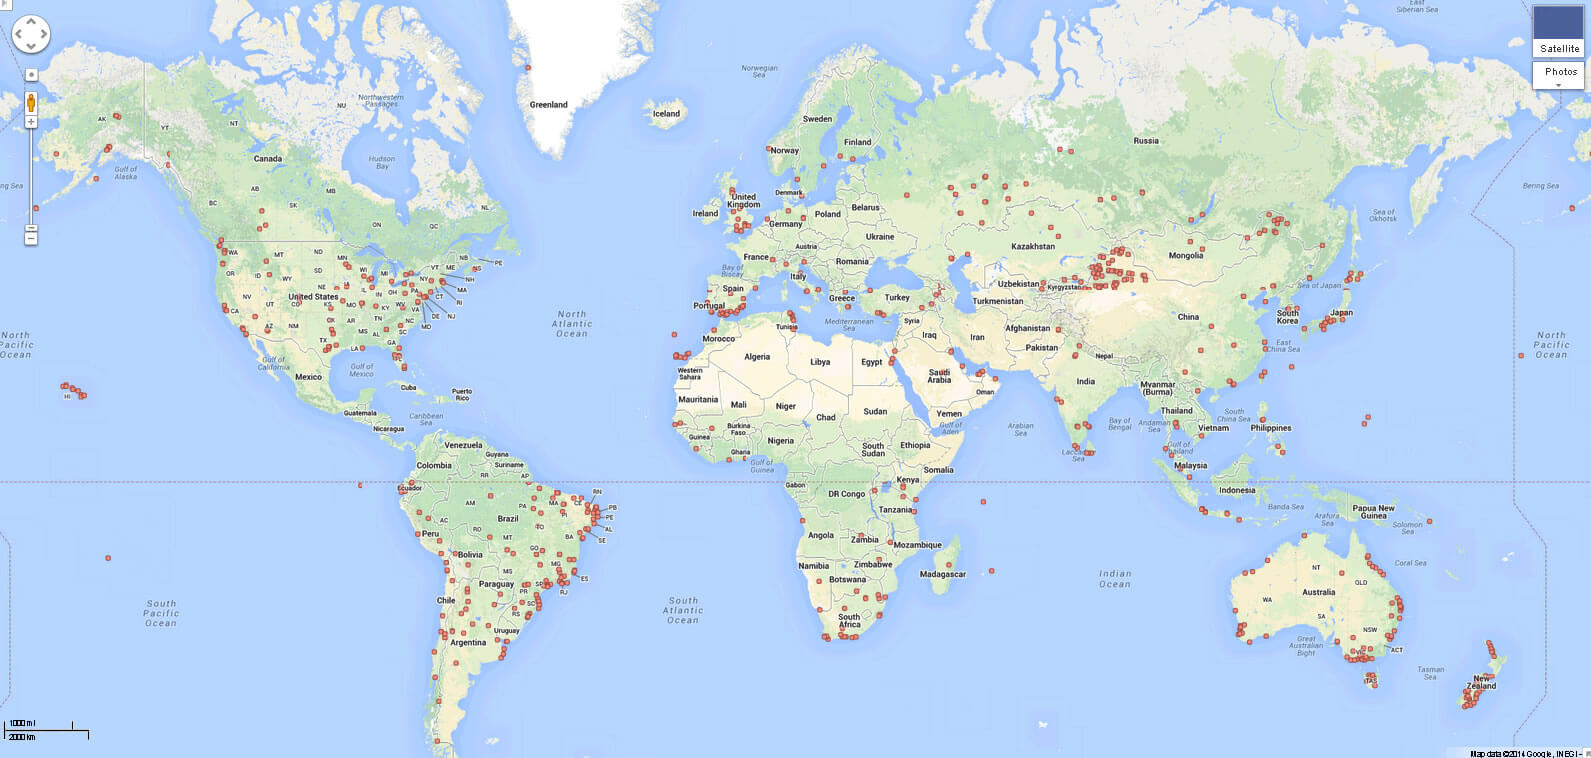 East
Siberian Sea
Satellite
Photos
Norwegian
Sea
Greenland
Iceland
Sweden
Finland
Norway
Russia
NU
Northwestern
Passages
AK
YT
NT
Canada
Hudson
Bay
Gulf of
Alaska
ng Sea
Bering Sea
Sea of
Okhotsk
BC
AB
SK
MB
ON
QC
NL
PE
NS
NB
Denmark
United
Kingdom
Ireland
Poland
Belarus
Germany
Ukraine
Austria
France
Romania
Kazakhstan
Mongolia
Bay of
Biscay
Italy
Spain
Portugal
Greece
Turkey
Uzbekistan
Kyrgyzstan
Turkmenistan
Mediterranean
Sea
Syria
Iraq
Iran
Afghanistan
Pakistan
Nepal
China
South
Korea
Japan
Sea of Japan
East
China Sea
WA
OR
ID
MT
ND
MN
SD
WY
NE
IA
WI
MI
IL
IN
OH
NY
VT
ME
NH
MA
RI
CT
NJ
DE
MD
PA
WV
VA
KY
NC
TN
SC
GA
AL
MS
AR
LA
OK
KS
MO
CO
UT
NV
CA
AZ
NM
TX
FL
United States
Gulf of
California
Gulf of
Mexico
Mexico
Cuba
Puerto
Rico
HI
Guatemala
Nicaragua
Caribbean
Sea
North
Pacific
Ocean
North
Atlantic
Ocean
North
Pacific
Ocean
Morocco
Tunisia
Algeria
Libya
Egypt
Western
Sahara
Saudi
Arabia
Oman
Mauritania
Mali
Niger
Chad
Sudan
Yemen
Gulf of
Aden
Guinea
Burkina
Faso
Ghana
Nigeria
South
Sudan
Ethiopia
Somalia
Gulf of
Guinea
Gabon
DR Congo
Kenya
Tanzania
Angola
Zambia
Mozambique
Namibia
Zimbabwe
Botswana
Madagascar
South
Africa
India
Arabian
Sea
Bay of
Bengal
Laccadive
Sea
Myanmar
(Burma)
Thailand
Andaman
Sea
Gulf of
Thailand
Vietnam
South
China Sea
Philippines
Malaysia
Indonesia
Banda Sea
Papua New
Guinea
Solomon
Sea
Coral Sea
Venezuela
Guyana
Suriname
Colombia
Ecuador
RR
AP
AM
PA
MA
CE
RN
PB
PE
AL
SE
PI
TO
BA
AC
RO
MT
GO
MG
ES
MS
SP
RJ
PR
SC
RS
Brazil
Peru
Bolivia
Paraguay
Chile
Uruguay
Argentina
South
Pacific
Ocean
South
Atlantic
Ocean
Indian
Ocean
NT
QLD
WA
SA
NSW
ACT
VIC
TAS
Australia
Great
Australian
Bight
Tasman
Sea
New
Zealand
1000 mi
2000 km
Map data ©2014 Google, INEGI -